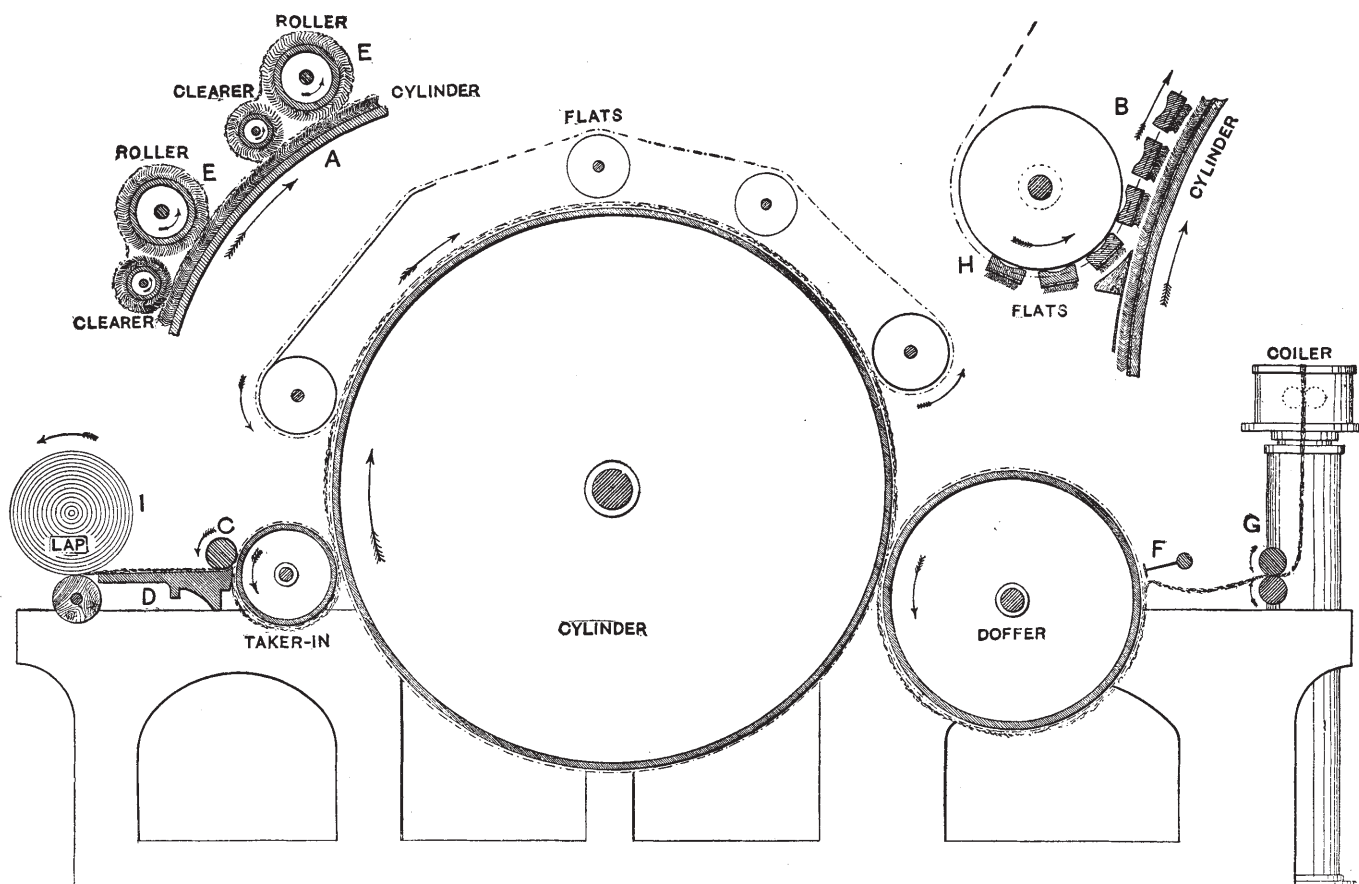 ROLLER
E
CLEARER
CYLINDER
ROLLER
E
A
CLEARER
FLATS
B
CYLINDER
H
FLATS
COILER
I
LAP
C
D
TAKER-IN
CYLINDER
DOFFER
F
G